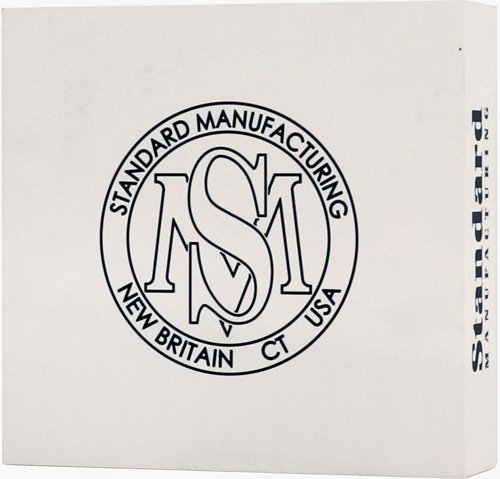 STANDARD MANUFACTURING
SM
NEW BRITAIN CT USA
Standard
MANUFACTURING